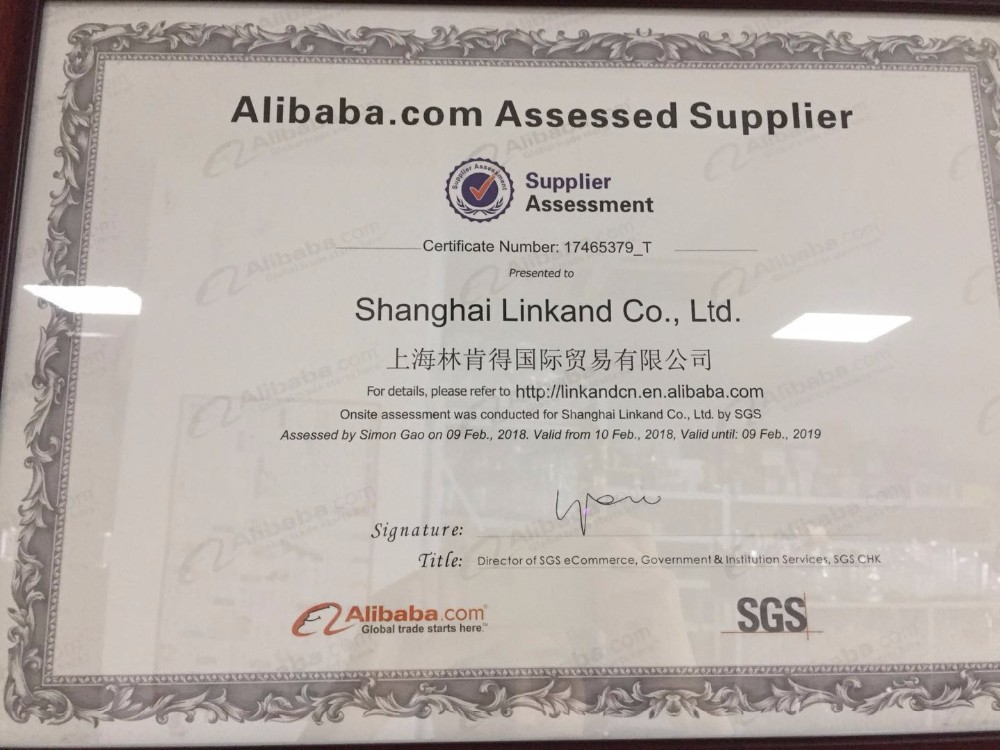 Alibaba.com Assessed Supplier
Supplier Assessment
Supplier
Assessment
Certificate Number: 17465379_T
Presented to
Shanghai Linkand Co., Ltd.
上海林肯得国际贸易有限公司
For details, please refer to http://linkandcn.en.alibaba.com
Onsite assessment was conducted for Shanghai Linkand Co., Ltd. by SGS
Assessed by Simon Gao on 09 Feb., 2018. Valid from 10 Feb., 2018, Valid until: 09 Feb., 2019
Signature:
Title: Director of SGS eCommerce, Government & Institution Services, SGS CHK
Alibaba.com
Global trade starts here.™
SGS